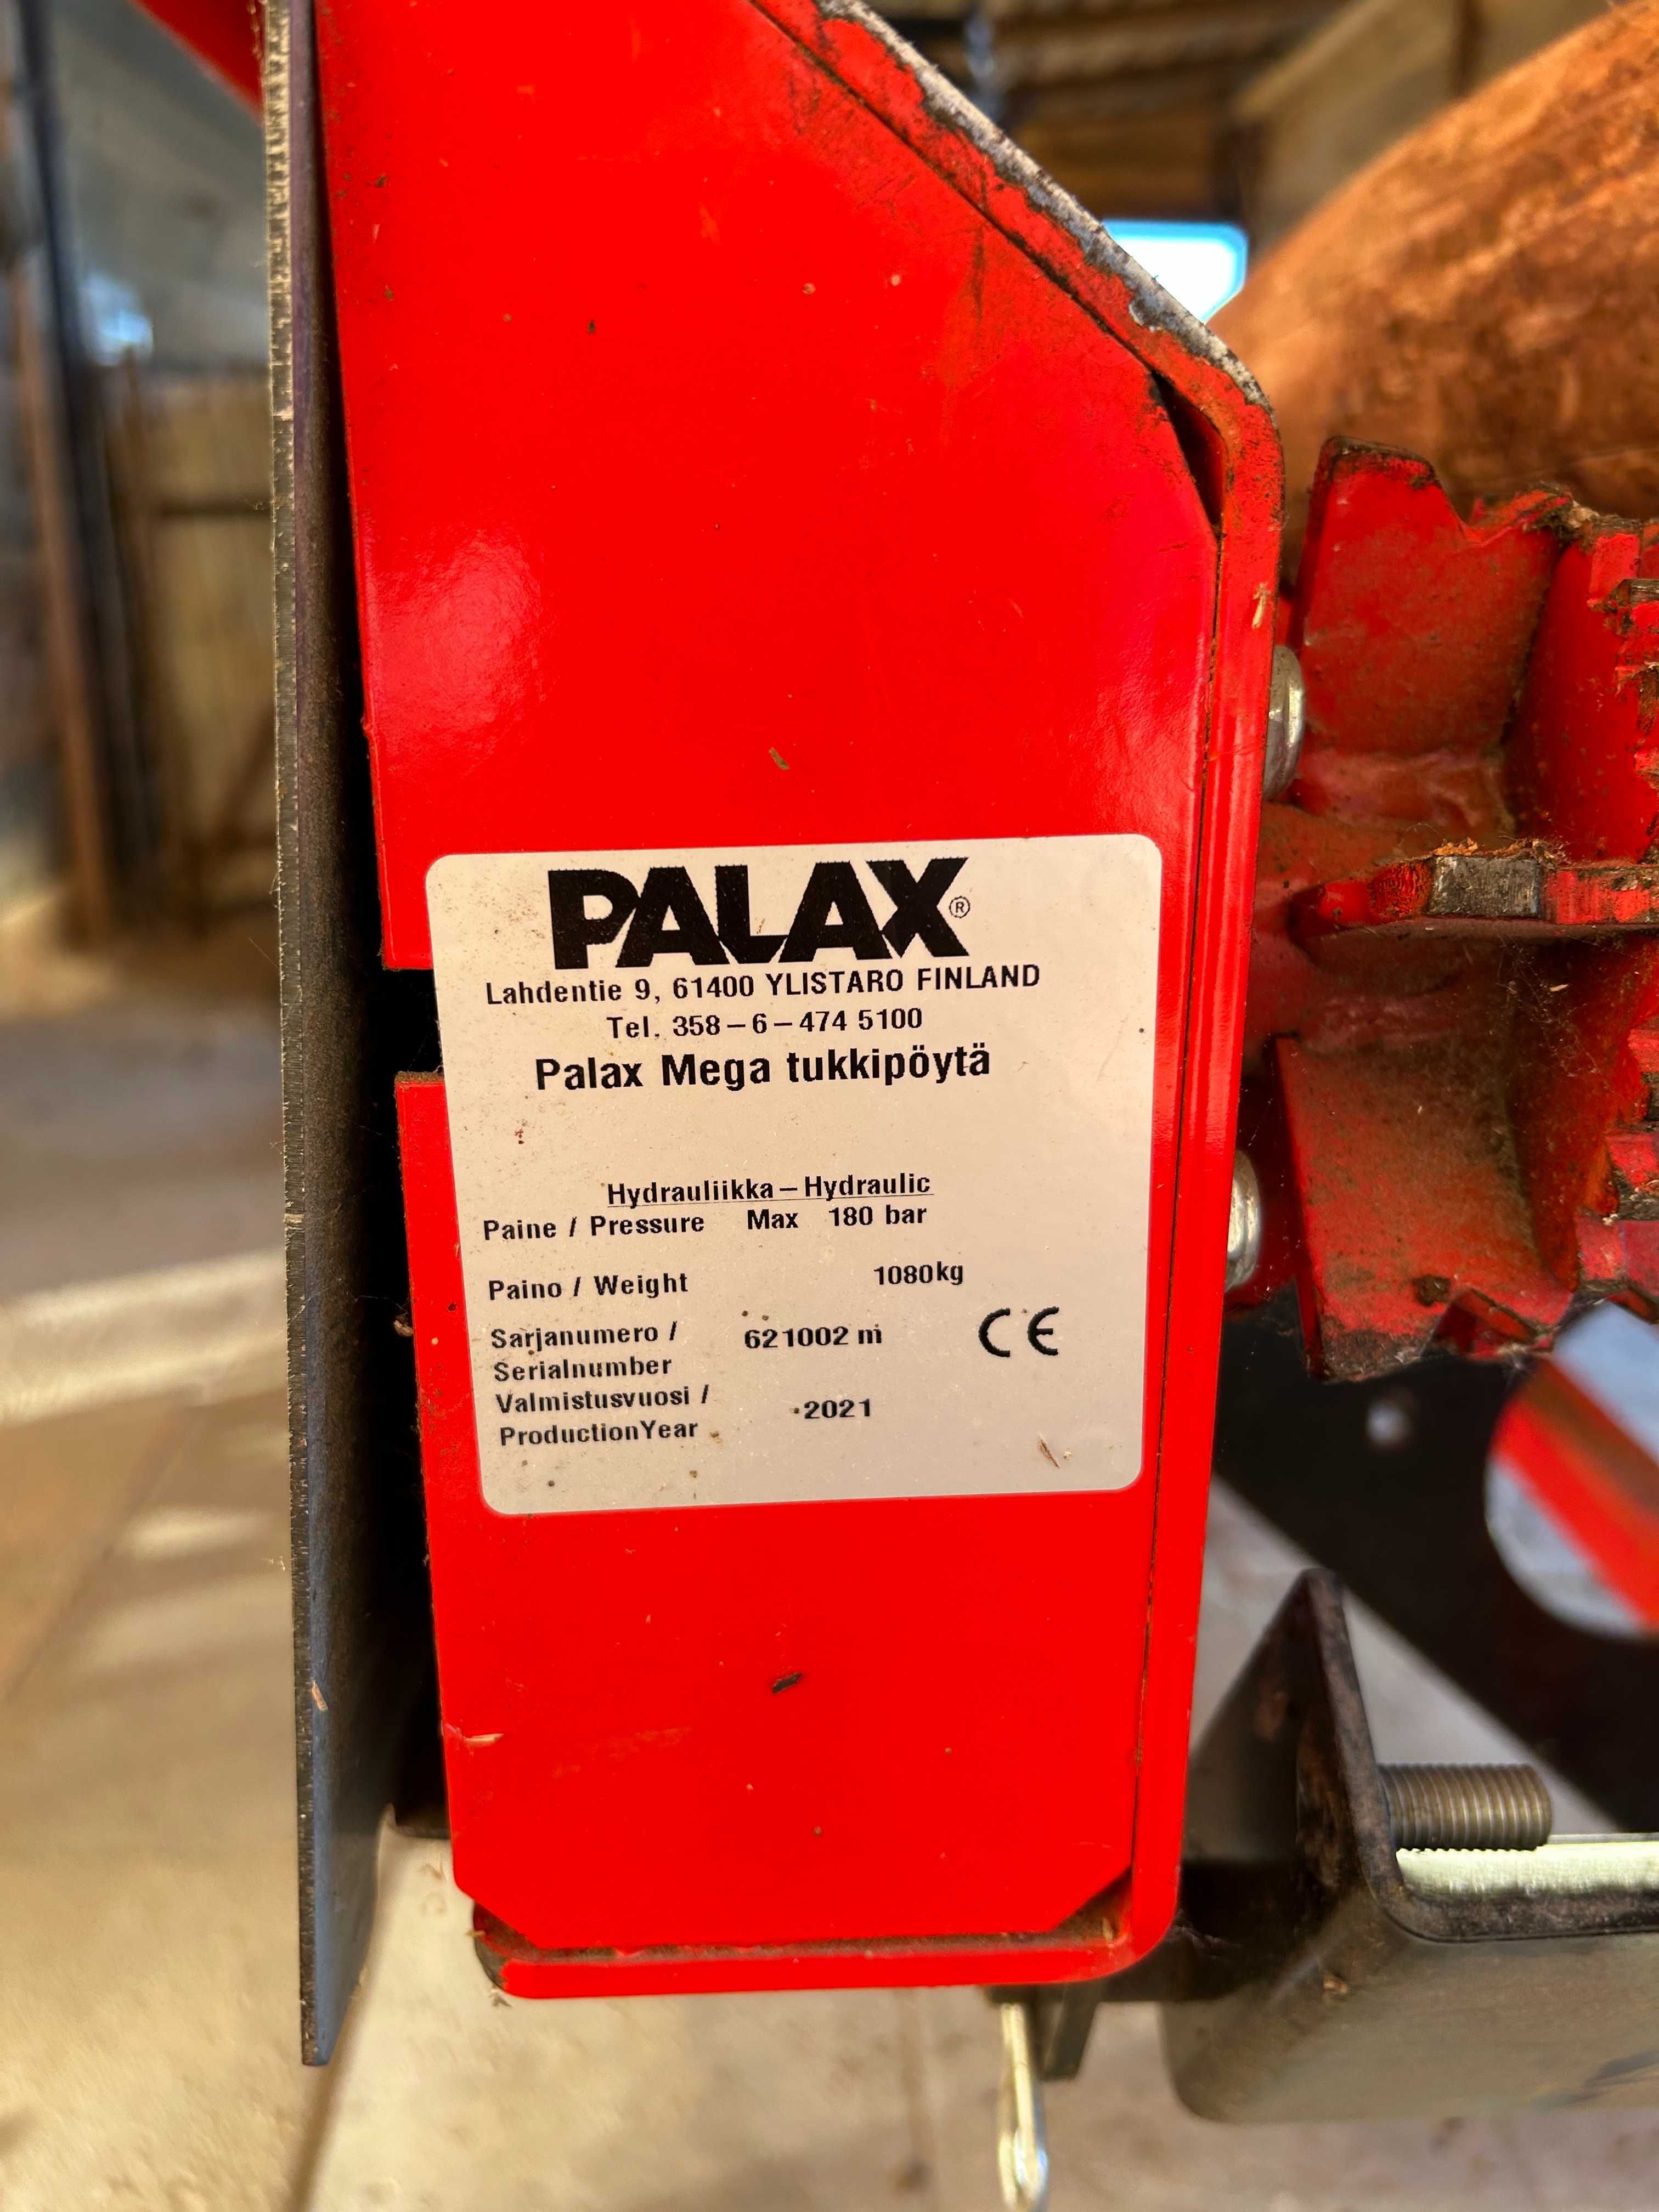 PALAX®
Lahdentie 9, 61400 YLISTARO FINLAND
Tel. 358-6-474 5100
Palax Mega tukkipöytä
Hydrauliikka-Hydraulic
Paine / Pressure Max 180 bar
Paino / Weight 1080kg
Sarjanumero / 621002 m CE
Serialnumber
Valmistusvuosi / 2021
ProductionYear